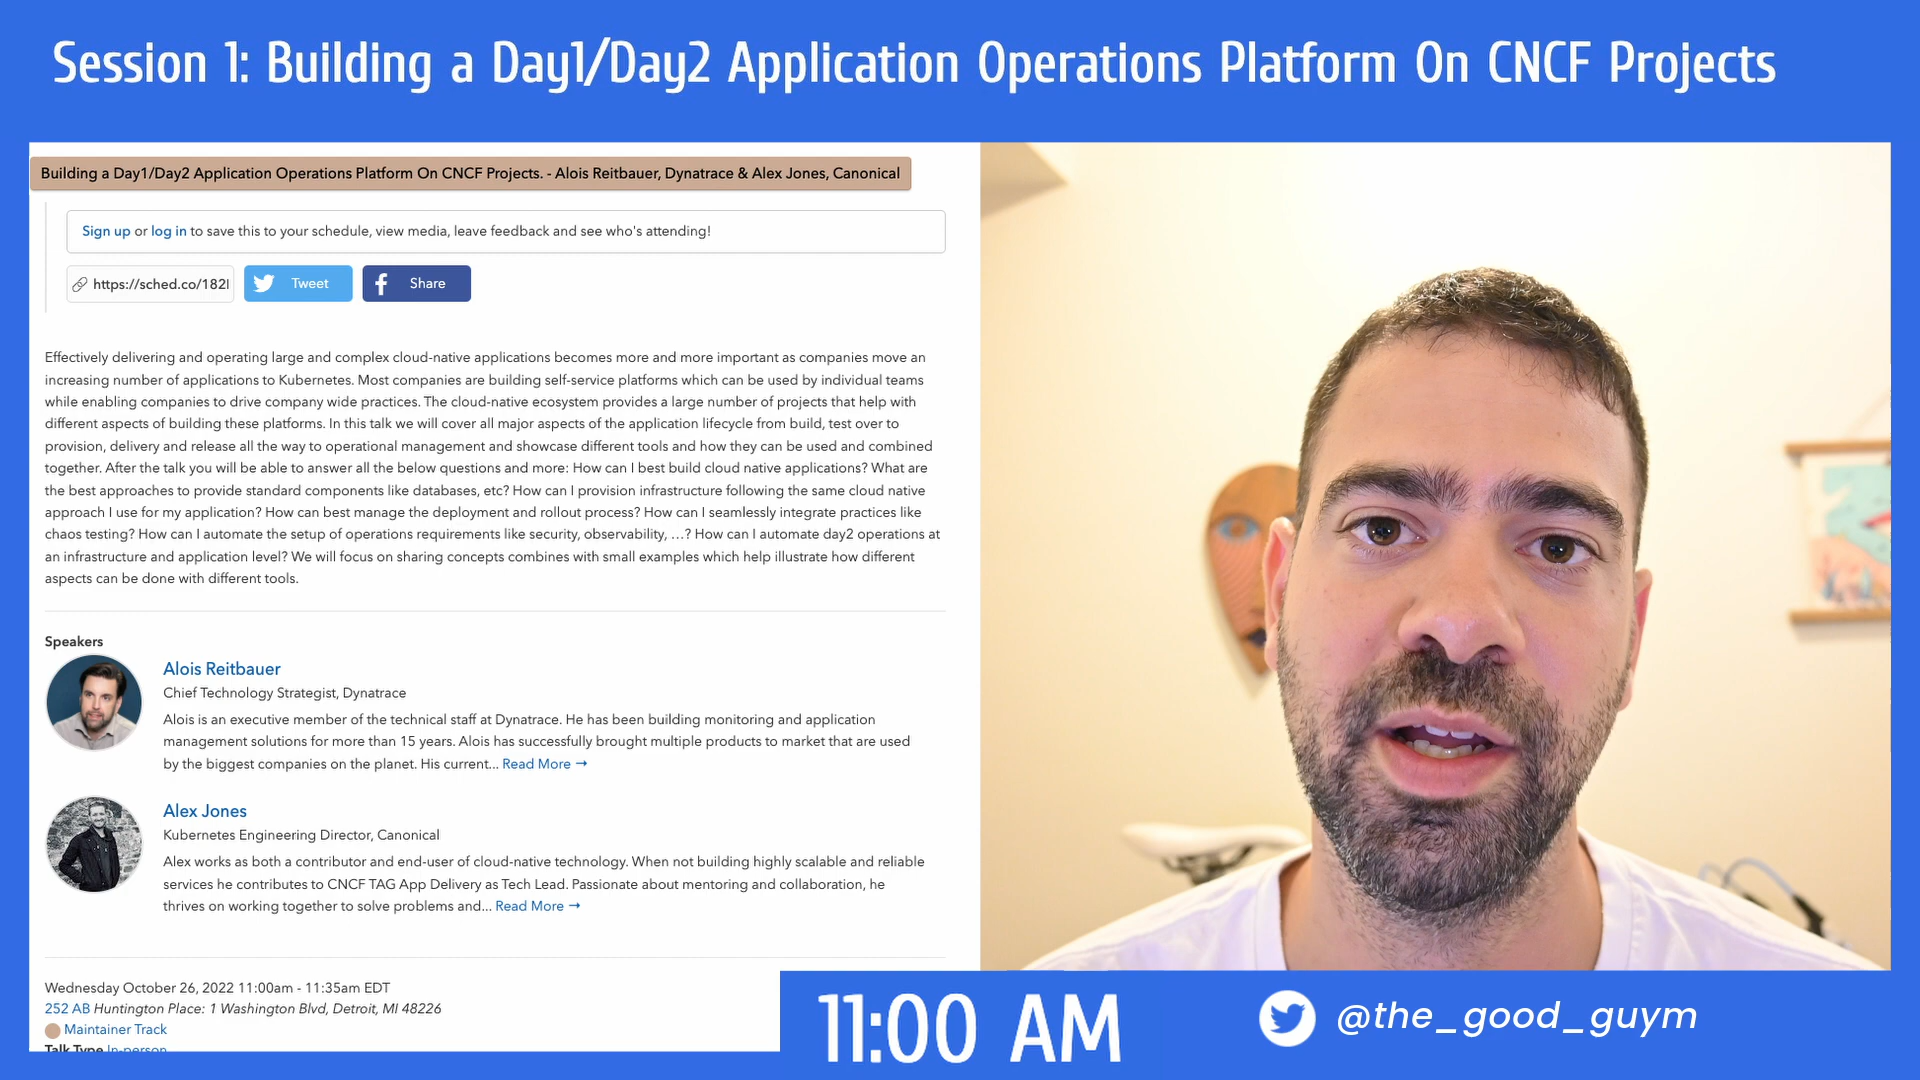 Session 1: Building a Day1/Day2 Application Operations Platform On CNCF Projects
Building a Day1/Day2 Application Operations Platform On CNCF Projects. - Alois Reitbauer, Dynatrace & Alex Jones, Canonical
Sign up or log in to save this to your schedule, view media, leave feedback and see who's attending!
https://sched.co/182
Tweet
Share
Effectively delivering and operating large and complex cloud-native applications becomes more and more important as companies move an
increasing number of applications to Kubernetes. Most companies are building self-service platforms which can be used by individual teams
while enabling companies to drive company wide practices. The cloud-native ecosystem provides a large number of projects that help with
different aspects of building these platforms. In this talk we will cover all major aspects of the application lifecycle from build, test over to
provision, delivery and release all the way to operational management and showcase different tools and how they can be used and combined
together. After the talk you will be able to answer all the below questions and more: How can I best build cloud native applications? What are
the best approaches to provide standard components like databases, etc? How can I provision infrastructure following the same cloud native
approach I use for my application? How can best manage the deployment and rollout process? How can I seamlessly integrate practices like
chaos testing? How can I automate the setup of operations requirements like security, observability, …? How can I automate day2 operations at
an infrastructure and application level? We will focus on sharing concepts combines with small examples which help illustrate how different
aspects can be done with different tools.
Speakers
Alois Reitbauer
Chief Technology Strategist, Dynatrace
Alois is an executive member of the technical staff at Dynatrace. He has been building monitoring and application
management solutions for more than 15 years. Alois has successfully brought multiple products to market that are used
by the biggest companies on the planet. His current... Read More →
Alex Jones
Kubernetes Engineering Director, Canonical
Alex works as both a contributor and end-user of cloud-native technology. When not building highly scalable and reliable
services he contributes to CNCF TAG App Delivery as Tech Lead. Passionate about mentoring and collaboration, he
thrives on working together to solve problems and... Read More →
Wednesday October 26, 2022 11:00am - 11:35am EDT
252 AB Huntington Place: 1 Washington Blvd, Detroit, MI 48226
Maintainer Track
Talk Type In-person
11:00 AM
@the_good_guym